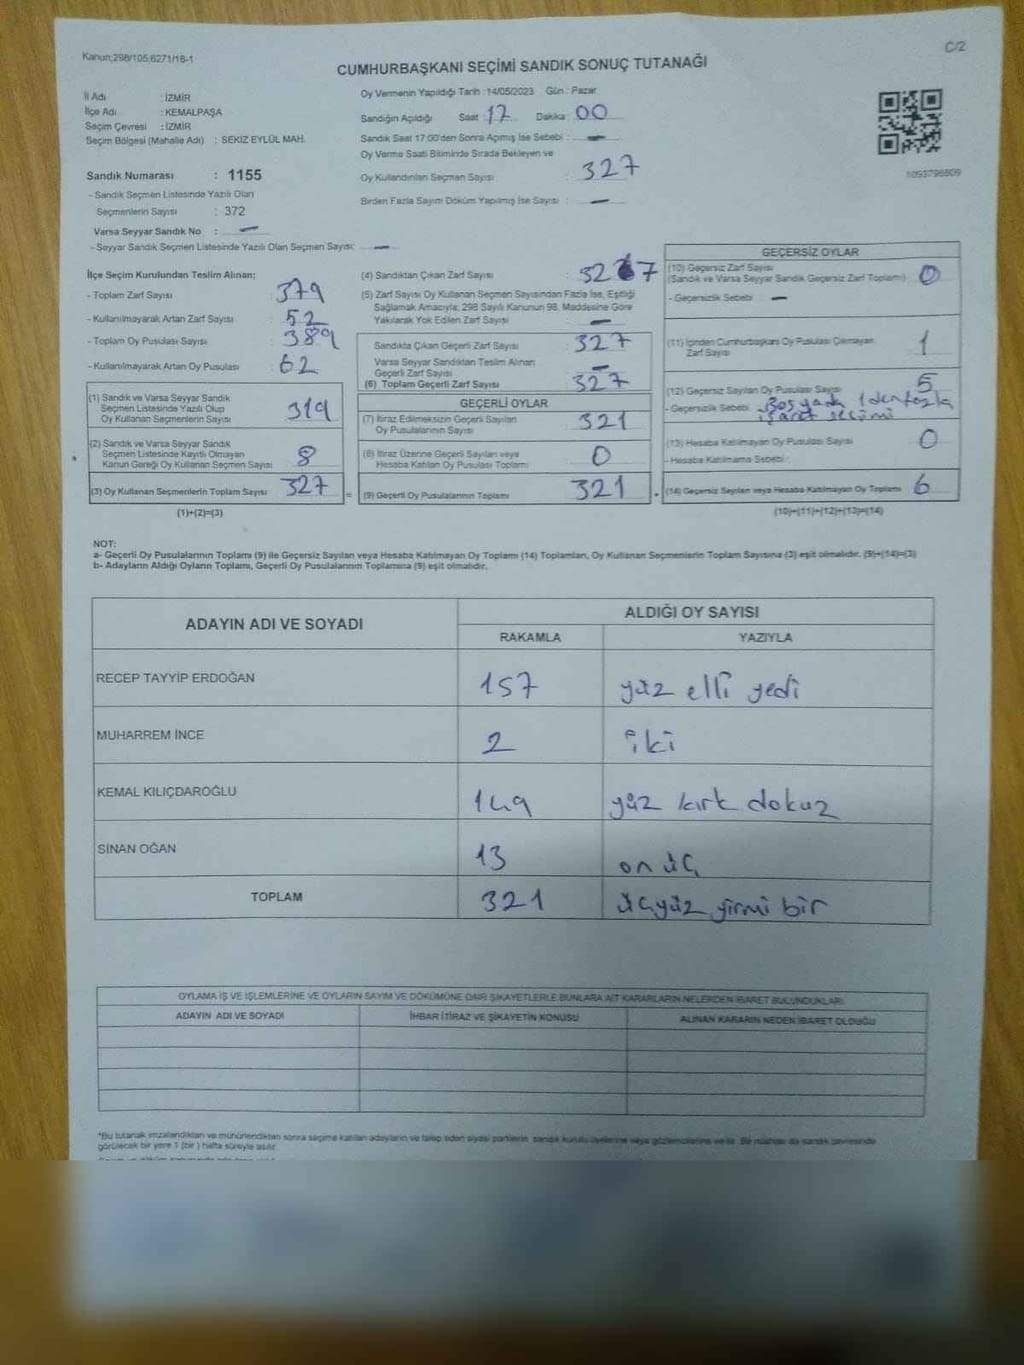 Kanun;298/105;6271/18-1
C/2
CUMHURBAŞKANI SEÇİMİ SANDIK SONUÇ TUTANAĞI
İl Adı : İZMİR
İlçe Adı : KEMALPAŞA
Seçim Çevresi : İZMİR
Seçim Bölgesi (Mahalle Adı) : SEKİZ EYLÜL MAH.
Oy Vermenin Yapıldığı Tarih :14/05/2023 Gün : Pazar
Sandığın Açıldığı Saat : 17 Dakika : 00
Sandık Saat 17:00'den Sonra Açılmış İse Sebebi : —
Oy Verme Saati Bitiminde Sırada Bekleyen ve
Oy Kullandırılan Seçmen Sayısı : 327
Birden Fazla Sayım Döküm Yapılmış İse Sayısı : —
1093796809
Sandık Numarası : 1155
- Sandık Seçmen Listesinde Yazılı Olan
Seçmenlerin Sayısı : 372
Varsa Seyyar Sandık No : —
- Seyyar Sandık Seçmen Listesinde Yazılı Olan Seçmen Sayısı: —
İlçe Seçim Kurulundan Teslim Alınan;
- Toplam Zarf Sayısı : 379
- Kullanılmayarak Artan Zarf Sayısı : 52
- Toplam Oy Pusulası Sayısı : 389
- Kullanılmayarak Artan Oy Pusulası : 62
(1) Sandık ve Varsa Seyyar Sandık
Seçmen Listesinde Yazılı Olup
Oy Kullanan Seçmenlerin Sayısı 319
(2) Sandık ve Varsa Seyyar Sandık
Seçmen Listesinde Kayıtlı Olmayan
Kanun Gereği Oy Kullanan Seçmen Sayısı 8
(3) Oy Kullanan Seçmenlerin Toplam Sayısı 327
(1)+(2)=(3)
(4) Sandıktan Çıkan Zarf Sayısı : 327
(5) Zarf Sayısı Oy Kullanan Seçmen Sayısından Fazla İse, Eşitliği
Sağlamak Amacıyla; 298 Sayılı Kanunun 98. Maddesine Göre
Yakılarak Yok Edilen Zarf Sayısı : —
Sandıkta Çıkan Geçerli Zarf Sayısı : 327
Varsa Seyyar Sandıktan Teslim Alınan
Geçerli Zarf Sayısı : —
(6) Toplam Geçerli Zarf Sayısı : 327
GEÇERLİ OYLAR
(7) İtiraz Edilmeksizin Geçerli Sayılan
Oy Pusulalarının Sayısı 321
(8) İtiraz Üzerine Geçerli Sayılan veya
Hesaba Katılan Oy Pusulası Toplamı 0
= (9) Geçerli Oy Pusulalarının Toplamı 321 +
GEÇERSİZ OYLAR
(10) Geçersiz Zarf Sayısı
(Sandık ve Varsa Seyyar Sandık Geçersiz Zarf Toplamı) 0
- Geçersizlik Sebebi —
(11) İçinden Cumhurbaşkanı Oy Pusulası Çıkmayan
Zarf Sayısı 1
(12) Geçersiz Sayılan Oy Pusulası Sayısı 5
- Geçersizlik Sebebi Boş yada 1den fazla
işaret seçimi
(13) Hesaba Katılmayan Oy Pusulası Sayısı 0
- Hesaba Katılmama Sebebi :
(14) Geçersiz Sayılan veya Hesaba Katılmayan Oy Toplamı 6
(10)+(11)+(12)+(13)=(14)
NOT:
a- Geçerli Oy Pusulalarının Toplamı (9) ile Geçersiz Sayılan veya Hesaba Katılmayan Oy Toplamı (14) Toplamları, Oy Kullanan Seçmenlerin Toplam Sayısına (3) eşit olmalıdır. (9)+(14)=(3)
b- Adayların Aldığı Oyların Toplamı, Geçerli Oy Pusulalarının Toplamına (9) eşit olmalıdır.
ADAYIN ADI VE SOYADI
ALDIĞI OY SAYISI
RAKAMLA YAZIYLA
RECEP TAYYİP ERDOĞAN 157 yüz elli yedi
MUHARREM İNCE 2 iki
KEMAL KILIÇDAROĞLU 149 yüz kırk dokuz
SİNAN OĞAN 13 on üç
TOPLAM 321 üçyüz yirmi bir
OYLAMA İŞ VE İŞLEMLERİNE VE OYLARIN SAYIM VE DÖKÜMÜNE DAİR ŞİKAYETLERLE BUNLARA AİT KARARLARIN NELERDEN İBARET BULUNDUKLARI
ADAYIN ADI VE SOYADI İHBAR İTİRAZ VE ŞİKAYETİN KONUSU ALINAN KARARIN NEDEN İBARET OLDUĞU
*Bu tutanak imzalandıktan ve mühürlendikten sonra seçime katılan adayların ve talep eden siyasi partilerin sandık kurulu üyelerine veya gözlemcilerine verilir. Bir nüshası da sandık çevresinde
görülecek bir yere 1 (bir) hafta süreyle asılır.